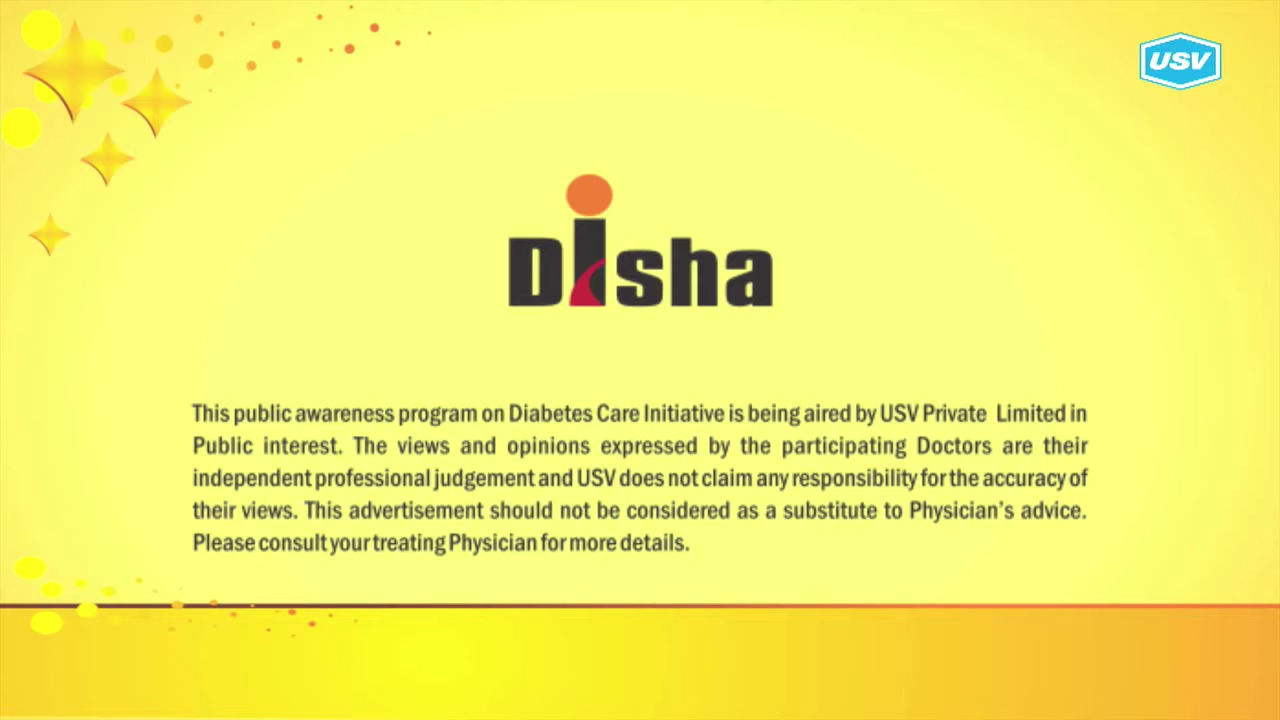 USV
Disha
This public awareness program on Diabetes Care Initiative is being aired by USV Private Limited in
Public interest. The views and opinions expressed by the participating Doctors are their
independent professional judgement and USV does not claim any responsibility for the accuracy of
their views. This advertisement should not be considered as a substitute to Physician's advice.
Please consult your treating Physician for more details.